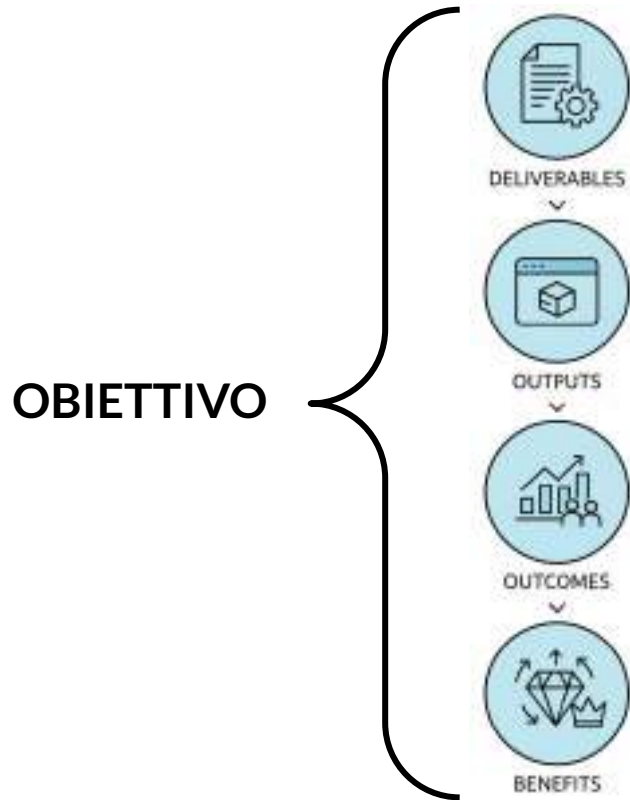 OBIETTIVO
DELIVERABLES
OUTPUTS
OUTCOMES
BENEFITS